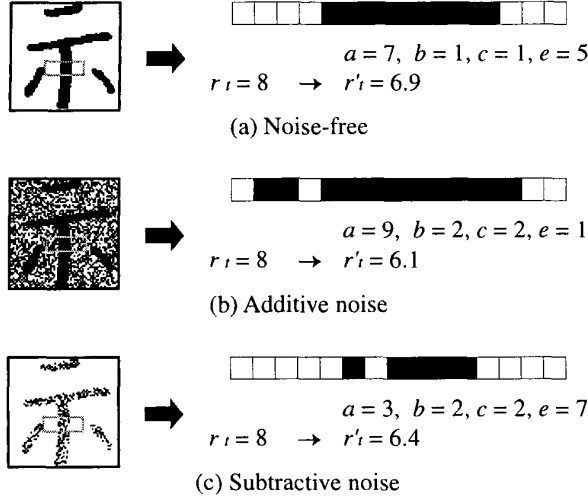 a = 7, b = 1, c = 1, e = 5
r t = 8 → r't = 6.9
(a) Noise-free
a = 9, b = 2, c = 2, e = 1
r t = 8 → r't = 6.1
(b) Additive noise
a = 3, b = 2, c = 2, e = 7
r t = 8 → r't = 6.4
(c) Subtractive noise